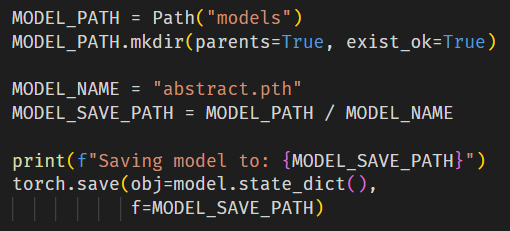 MODEL_PATH = Path("models")
MODEL_PATH.mkdir(parents=True, exist_ok=True)
MODEL_NAME = "abstract.pth"
MODEL_SAVE_PATH = MODEL_PATH / MODEL_NAME
print(f"Saving model to: {MODEL_SAVE_PATH}")
torch.save(obj=model.state_dict(),
           f=MODEL_SAVE_PATH)